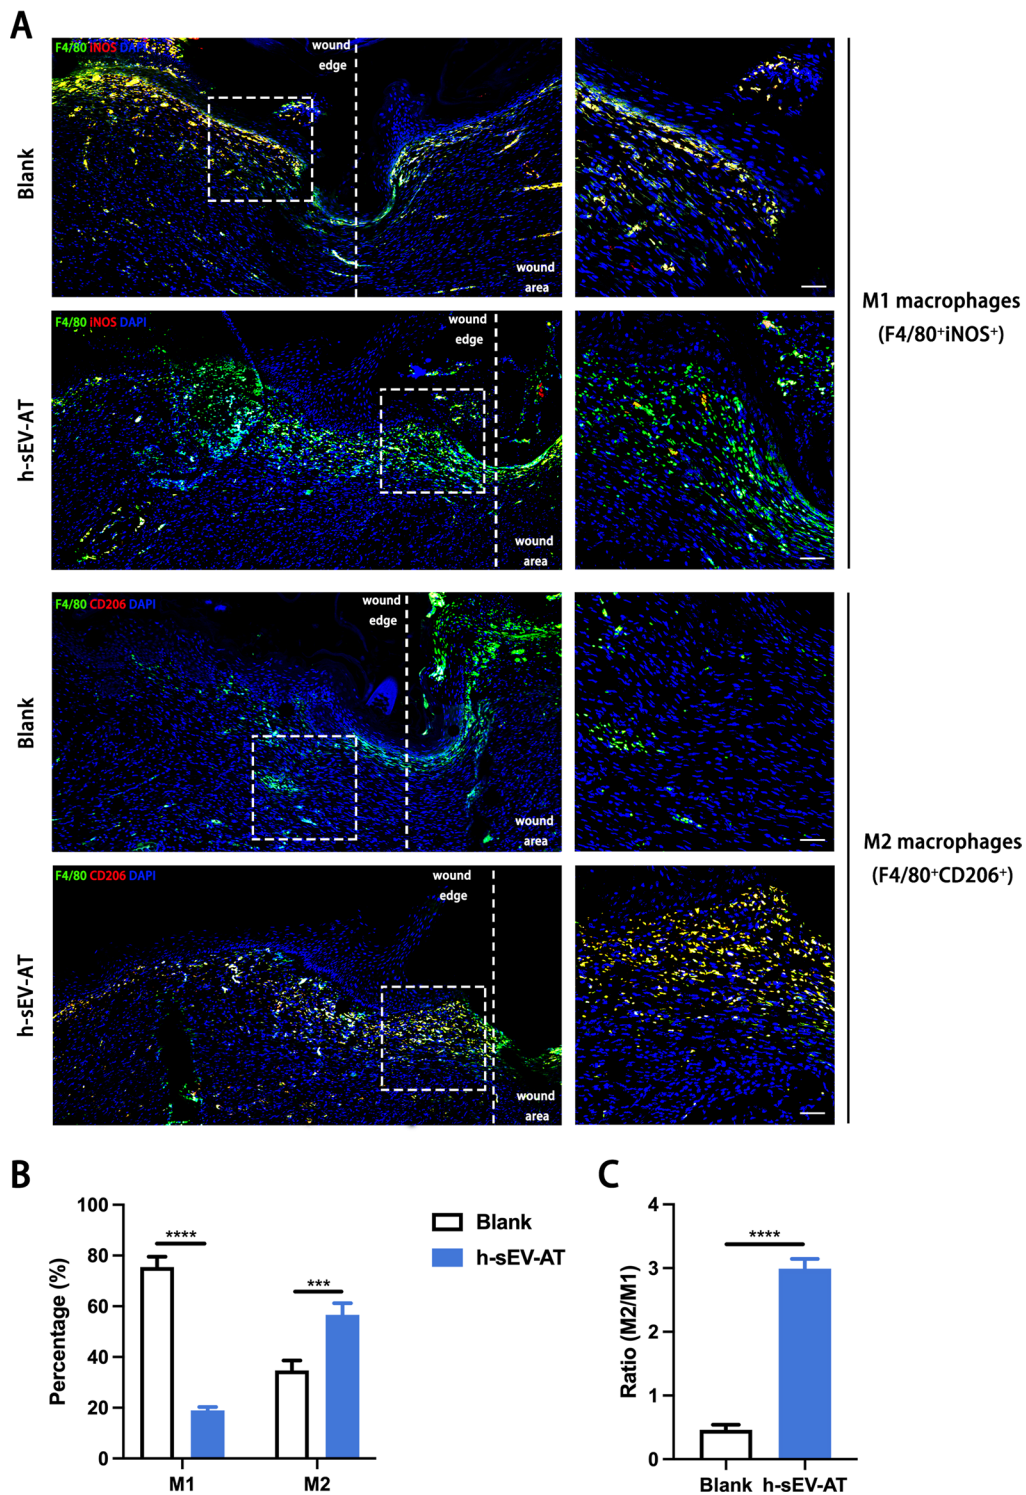 A
F4/80 iNOS DAPI
wound
edge
wound
area
Blank
F4/80 iNOS DAPI
wound
edge
wound
area
h-sEV-AT
M1 macrophages
(F4/80⁺iNOS⁺)
F4/80 CD206 DAPI
wound
edge
wound
area
Blank
F4/80 CD206 DAPI
wound
edge
wound
area
h-sEV-AT
M2 macrophages
(F4/80⁺CD206⁺)
B
Percentage (%)
100
80
60
40
20
0
****
***
M1
M2
Blank
h-sEV-AT
C
Ratio (M2/M1)
4
3
2
1
0
****
Blank
h-sEV-AT